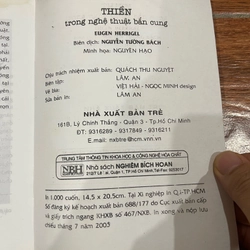 THIỀN
trong nghệ thuật bắn cung
EUGEN HERRIGEL
Biên dịch: NGUYỄN TƯỜNG BÁCH
Minh họa: NGUYÊN HẠO
Chịu trách nhiệm xuất bản: QUÁCH THU NGUYỆT
Biên tập: LÂM AN
Bìa: VIỆT HẢI - NGỌC MINH design
Sửa bản in: LÂM AN
NHÀ XUẤT BẢN TRẺ
161B, Lý Chính Thắng - Quận 3 - Tp. Hồ Chí Minh
ĐT: 9316289 - 9317849 - 9316211
E.mail: nxbtre@hcm.vnn.vn
TRUNG TÂM THÔNG TIN KHOA HỌC & CÔNG NGHỆ HÓA CHẤT
NBH
NHÀ SÁCH NGHIÊM BÍCH HOAN
In 1.000 cuốn, 14,5 x 20,5cm. Tại Xí nghiệp in Q.I-TP HCM
Số đăng ký kế hoạch xuất bản 688/177 do Cục Xuất bản cấp
và giấy trích ngang KHXB số 467/NXB. In xong và nộp lưu
chiểu tháng 7 năm 2005